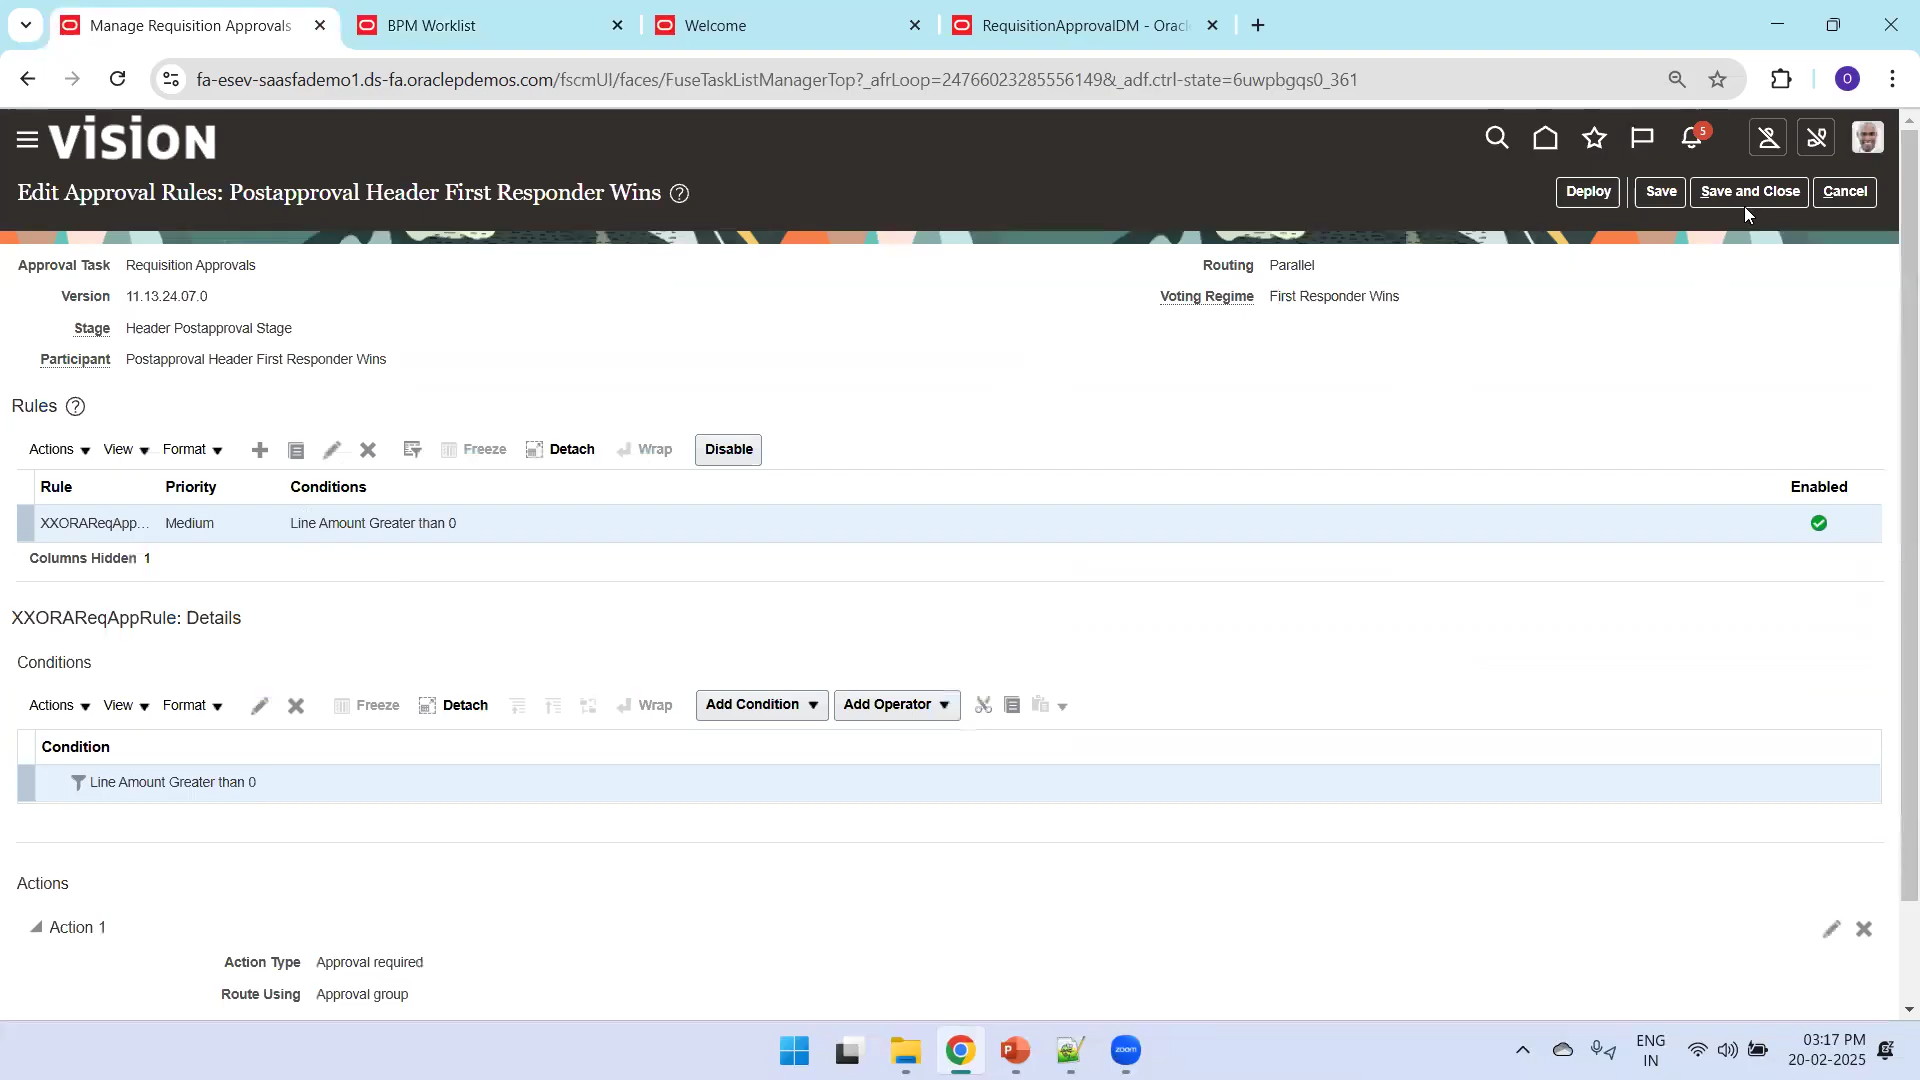 Manage Requisition Approvals
BPM Worklist
Welcome
RequisitionApprovalDM - Oracl
fa-esev-saasfademo1.ds-fa.oraclepdemos.com/fscmUI/faces/FuseTaskListManagerTop?_afrLoop=24766023285556149&_adf.ctrl-state=6uwpbgqs0_361
O
VISION
5
Edit Approval Rules: Postapproval Header First Responder Wins
Deploy
Save
Save and Close
Cancel
Approval Task Requisition Approvals
Routing Parallel
Version 11.13.24.07.0
Voting Regime First Responder Wins
Stage Header Postapproval Stage
Participant Postapproval Header First Responder Wins
Rules
Actions View Format Freeze Detach Wrap Disable
Rule Priority Conditions Enabled
XXORAReqApp... Medium Line Amount Greater than 0
Columns Hidden 1
XXORAReqAppRule: Details
Conditions
Actions View Format Freeze Detach Wrap Add Condition Add Operator
Condition
Line Amount Greater than 0
Actions
Action 1
Action Type Approval required
Route Using Approval group
zoom
ENG
IN
03:17 PM
20-02-2025